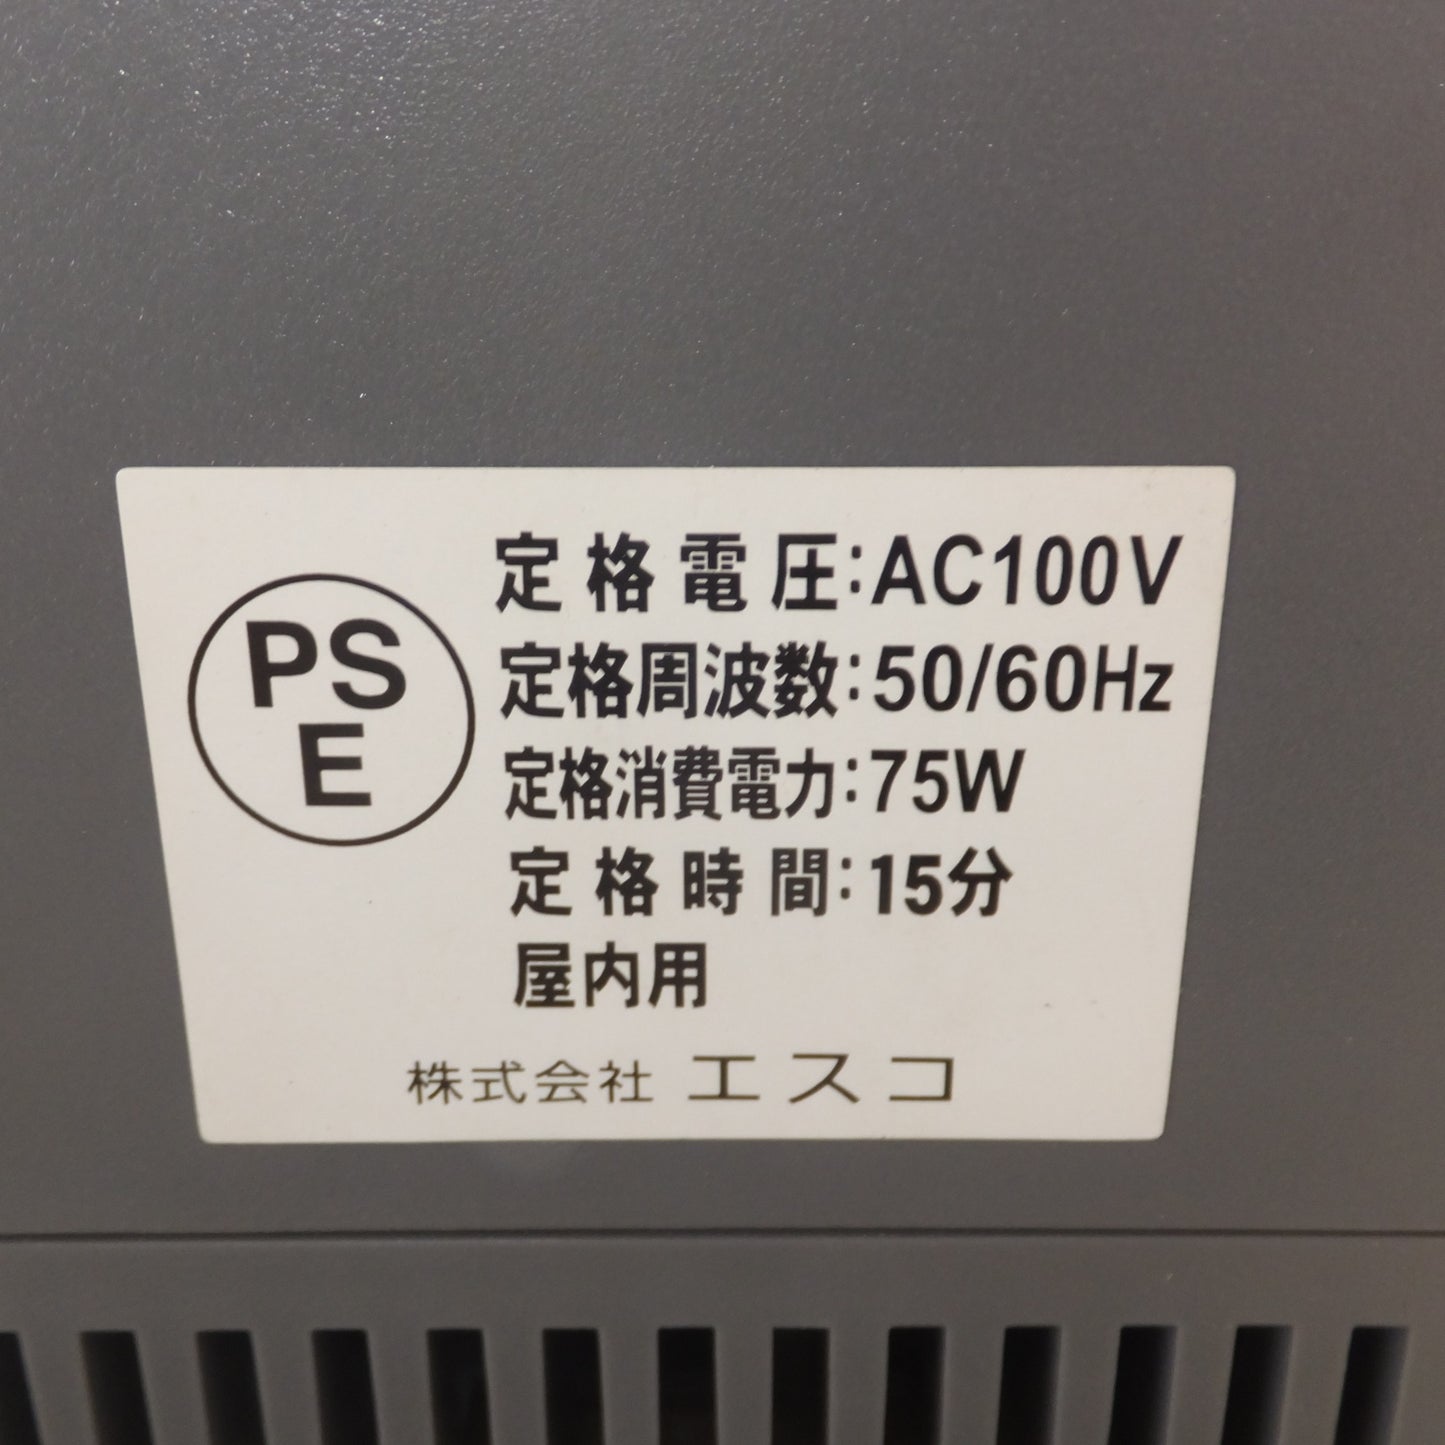 PS
E
定格電圧:AC100V
定格周波数:50/60Hz
定格消費電力:75W
定格時間:15分
屋内用
株式会社 エスコ